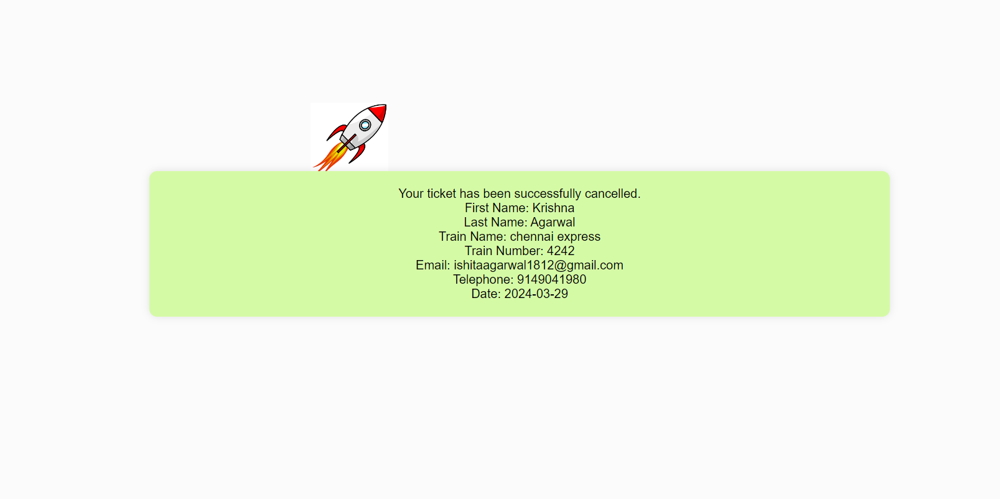 Your ticket has been successfully cancelled.
First Name: Krishna
Last Name: Agarwal
Train Name: chennai express
Train Number: 4242
Email: ishitaagarwal1812@gmail.com
Telephone: 9149041980
Date: 2024-03-29